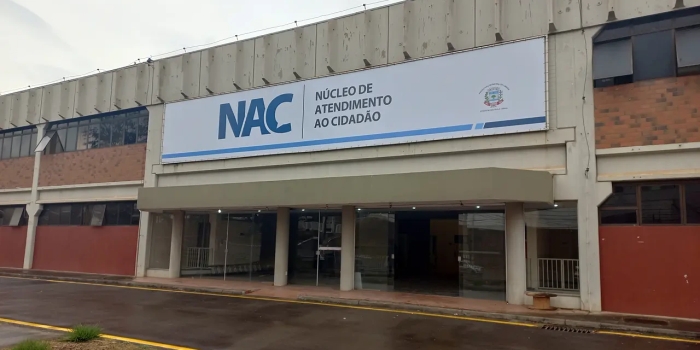 NAC
NÚCLEO DE
ATENDIMENTO
AO CIDADÃO